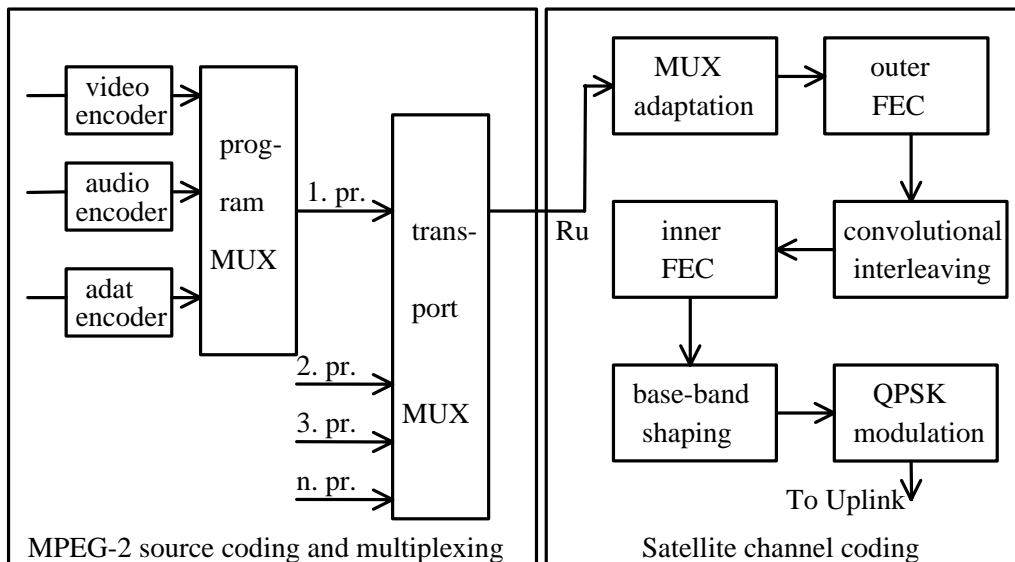 video
encoder
audio
encoder
adat
encoder
prog-
ram
MUX
1. pr.
2. pr.
3. pr.
n. pr.
trans-
port
MUX
MPEG-2 source coding and multiplexing
Ru
MUX
adaptation
outer
FEC
convolutional
interleaving
inner
FEC
base-band
shaping
QPSK
modulation
To Uplink
Satellite channel coding